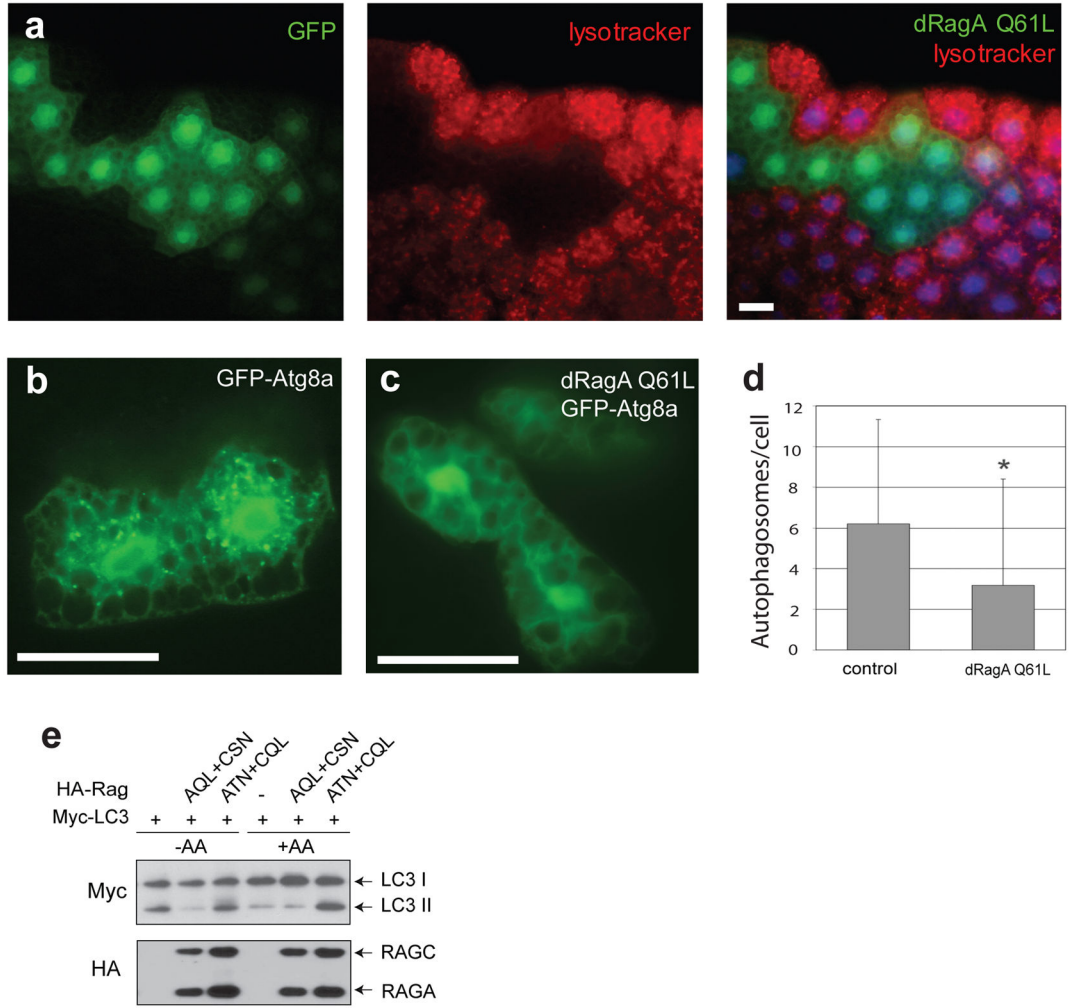 a
GFP
lysotracker
dRagA Q61L
lysotracker
b
GFP-Atg8a
c
dRagA Q61L
GFP-Atg8a
d
Autophagosomes/cell
12
10
8
6
4
2
0
*
control
dRagA Q61L
e
HA-Rag AQL+CSN ATN+CQL - AQL+CSN ATN+CQL
Myc-LC3 + + + + + +
-AA +AA
Myc
LC3 I
LC3 II
HA
RAGC
RAGA